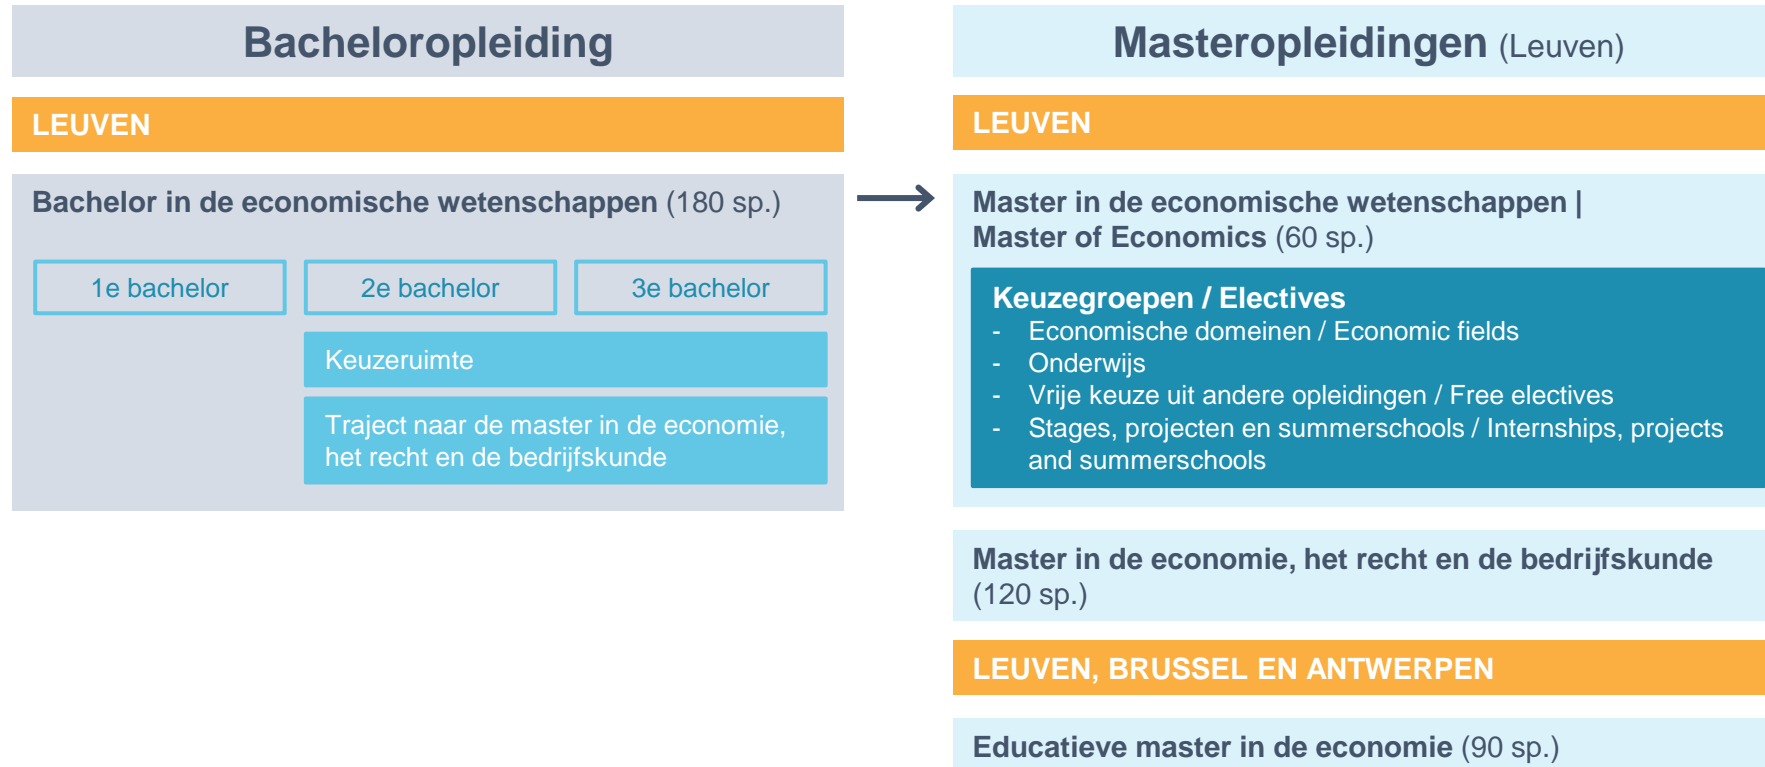 Bacheloropleiding
LEUVEN
Bachelor in de economische wetenschappen (180 sp.)
1e bachelor
2e bachelor
3e bachelor
Keuzeruimte
Traject naar de master in de economie,
het recht en de bedrijfskunde
Masteropleidingen (Leuven)
LEUVEN
Master in de economische wetenschappen |
Master of Economics (60 sp.)
Keuzegroepen / Electives
- Economische domeinen / Economic fields
- Onderwijs
- Vrije keuze uit andere opleidingen / Free electives
- Stages, projecten en summerschools / Internships, projects
and summerschools
Master in de economie, het recht en de bedrijfskunde
(120 sp.)
LEUVEN, BRUSSEL EN ANTWERPEN
Educatieve master in de economie (90 sp.)